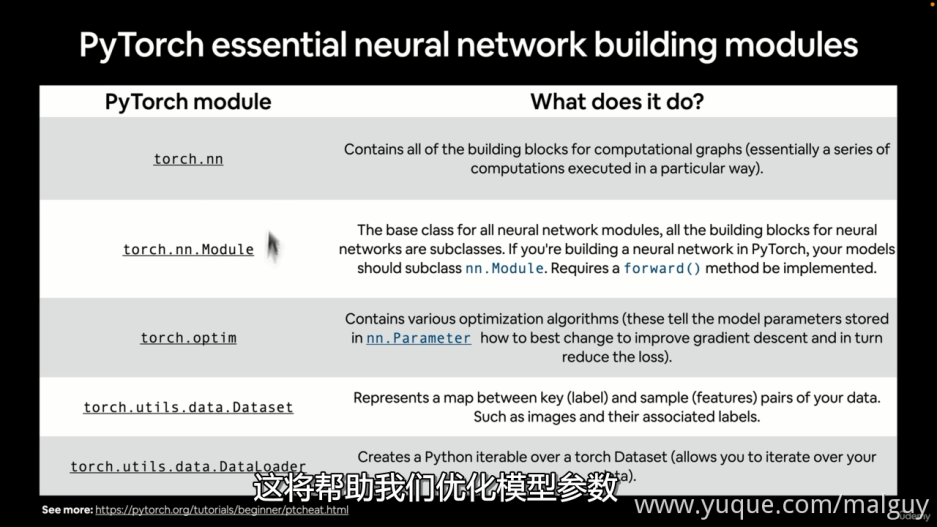 PyTorch essential neural network building modules
PyTorch module
What does it do?
torch.nn
Contains all of the building blocks for computational graphs (essentially a series of
computations executed in a particular way).
torch.nn.Module
The base class for all neural network modules, all the building blocks for neural
networks are subclasses. If you're building a neural network in PyTorch, your models
should subclass nn.Module. Requires a forward() method be implemented.
torch.optim
Contains various optimization algorithms (these tell the model parameters stored
in nn.Parameter how to best change to improve gradient descent and in turn
reduce the loss).
torch.utils.data.Dataset
Represents a map between key (label) and sample (features) pairs of your data.
Such as images and their associated labels.
torch.utils.data.DataLoader
Creates a Python iterable over a torch Dataset (allows you to iterate over your
这将帮助我们优化模型参数
See more: https://pytorch.org/tutorials/beginner/ptcheat.html
www.yuque.com/malguy
Udemy